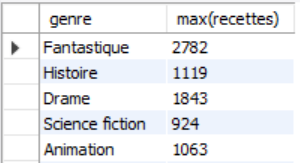 genre max(recettes)
Fantastique 2782
Histoire 1119
Drame 1843
Science fiction 924
Animation 1063